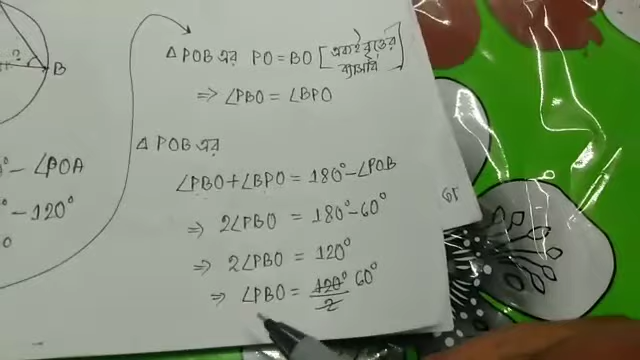 ? B
△POB এর PO = BO [একই বৃত্তের ব্যাসার্ধ]
⇒ ∠PBO = ∠BPO
△POB এর
° − ∠POA
∠PBO + ∠BPO = 180° − ∠POB
° − 120°
⇒ 2∠PBO = 180° − 60°
⇒ 2∠PBO = 120°
⇒ ∠PBO = 120°/2 60°